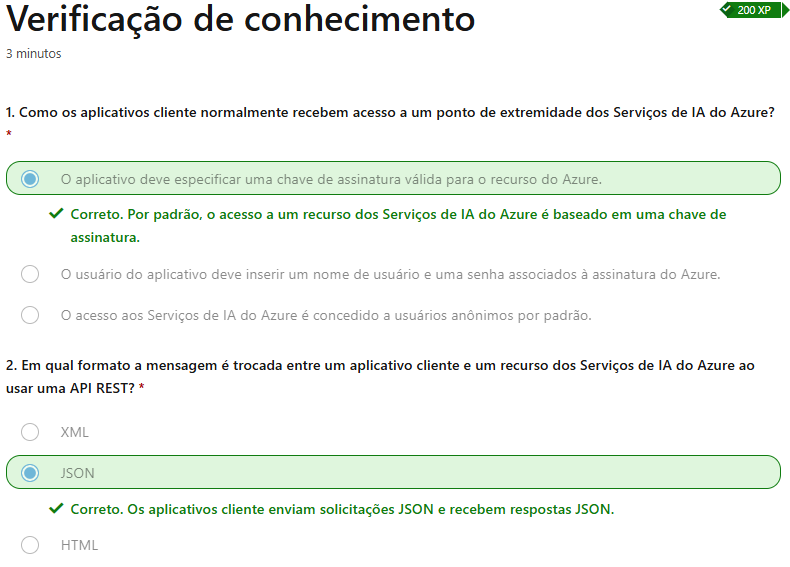 Verificação de conhecimento
200 XP
3 minutos
1. Como os aplicativos cliente normalmente recebem acesso a um ponto de extremidade dos Serviços de IA do Azure?
*
O aplicativo deve especificar uma chave de assinatura válida para o recurso do Azure.
Correto. Por padrão, o acesso a um recurso dos Serviços de IA do Azure é baseado em uma chave de
assinatura.
O usuário do aplicativo deve inserir um nome de usuário e uma senha associados à assinatura do Azure.
O acesso aos Serviços de IA do Azure é concedido a usuários anônimos por padrão.
2. Em qual formato a mensagem é trocada entre um aplicativo cliente e um recurso dos Serviços de IA do Azure ao
usar uma API REST? *
XML
JSON
Correto. Os aplicativos cliente enviam solicitações JSON e recebem respostas JSON.
HTML